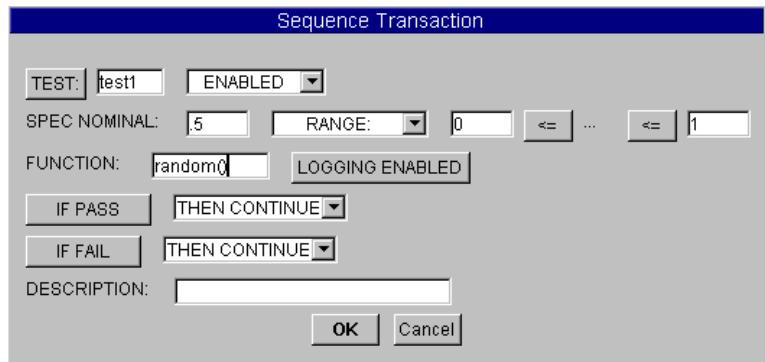 Sequence Transaction
TEST: test1 ENABLED
SPEC NOMINAL: .5 RANGE: 0 <= ... <= 1
FUNCTION: random() LOGGING ENABLED
IF PASS THEN CONTINUE
IF FAIL THEN CONTINUE
DESCRIPTION:
OK Cancel